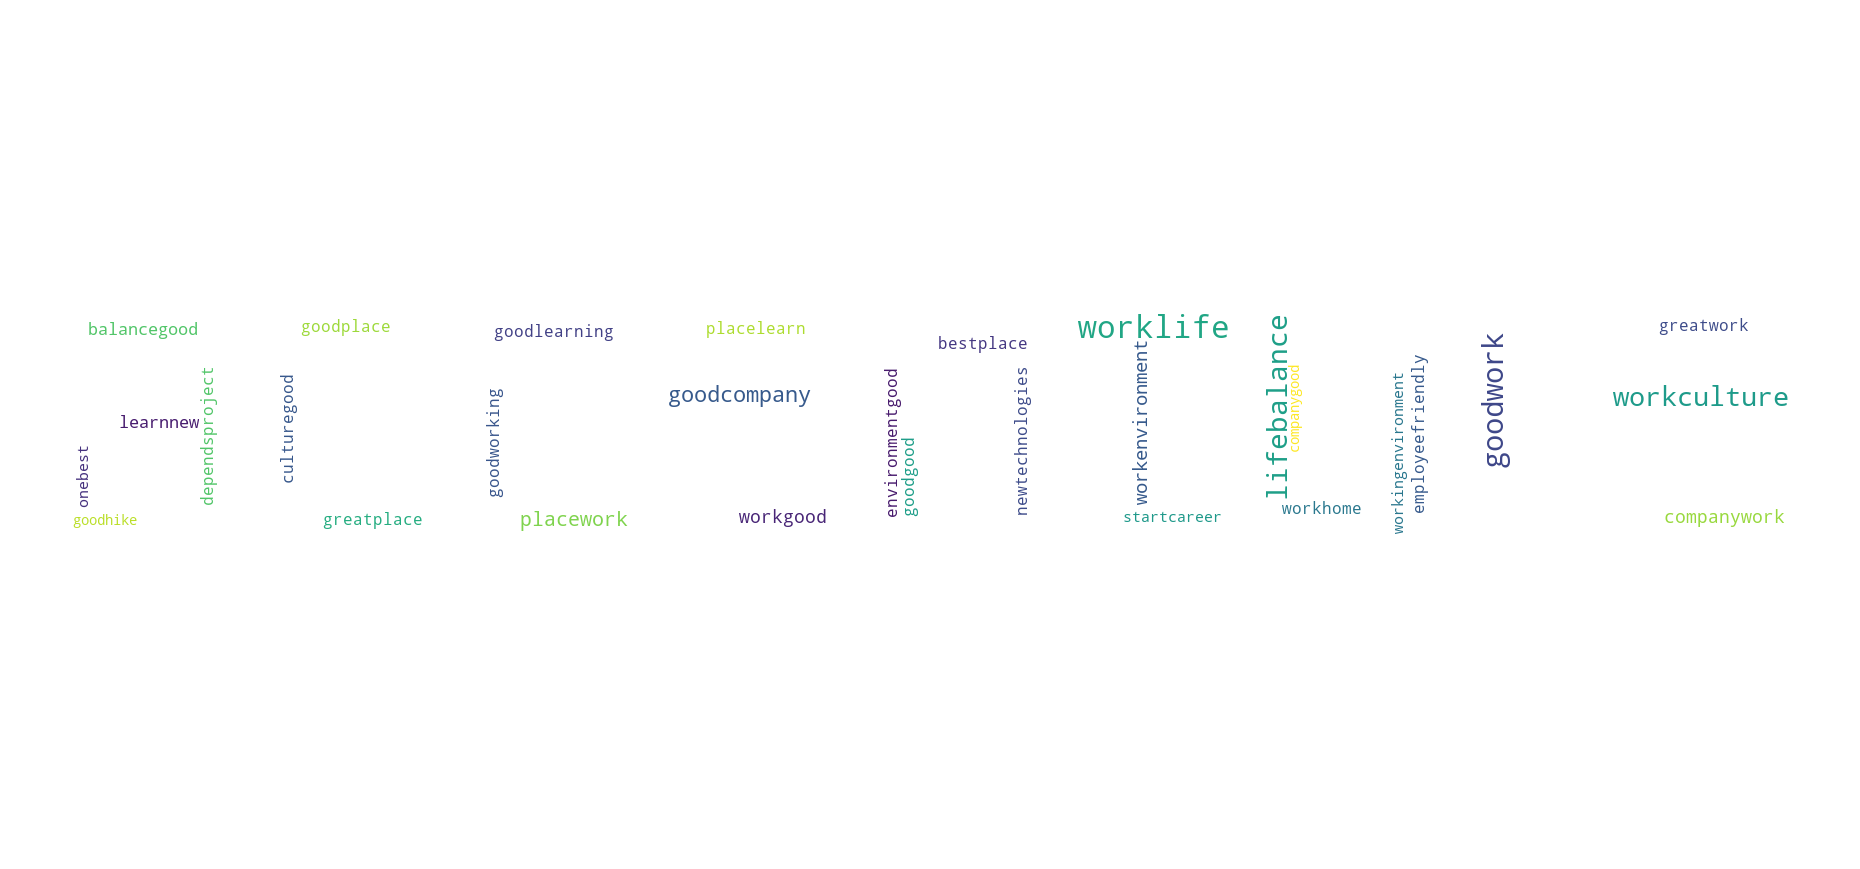 balancegood
goodplace
goodlearning
placelearn
bestplace
worklife
greatwork
learnnew
dependsproject
culturegood
goodworking
goodcompany
environmentgood
goodgood
newtechnologies
workenvironment
lifebalance
companygood
workingenvironment
employeefriendly
goodwork
workculture
onebest
goodhike
greatplace
placework
workgood
startcareer
workhome
companywork